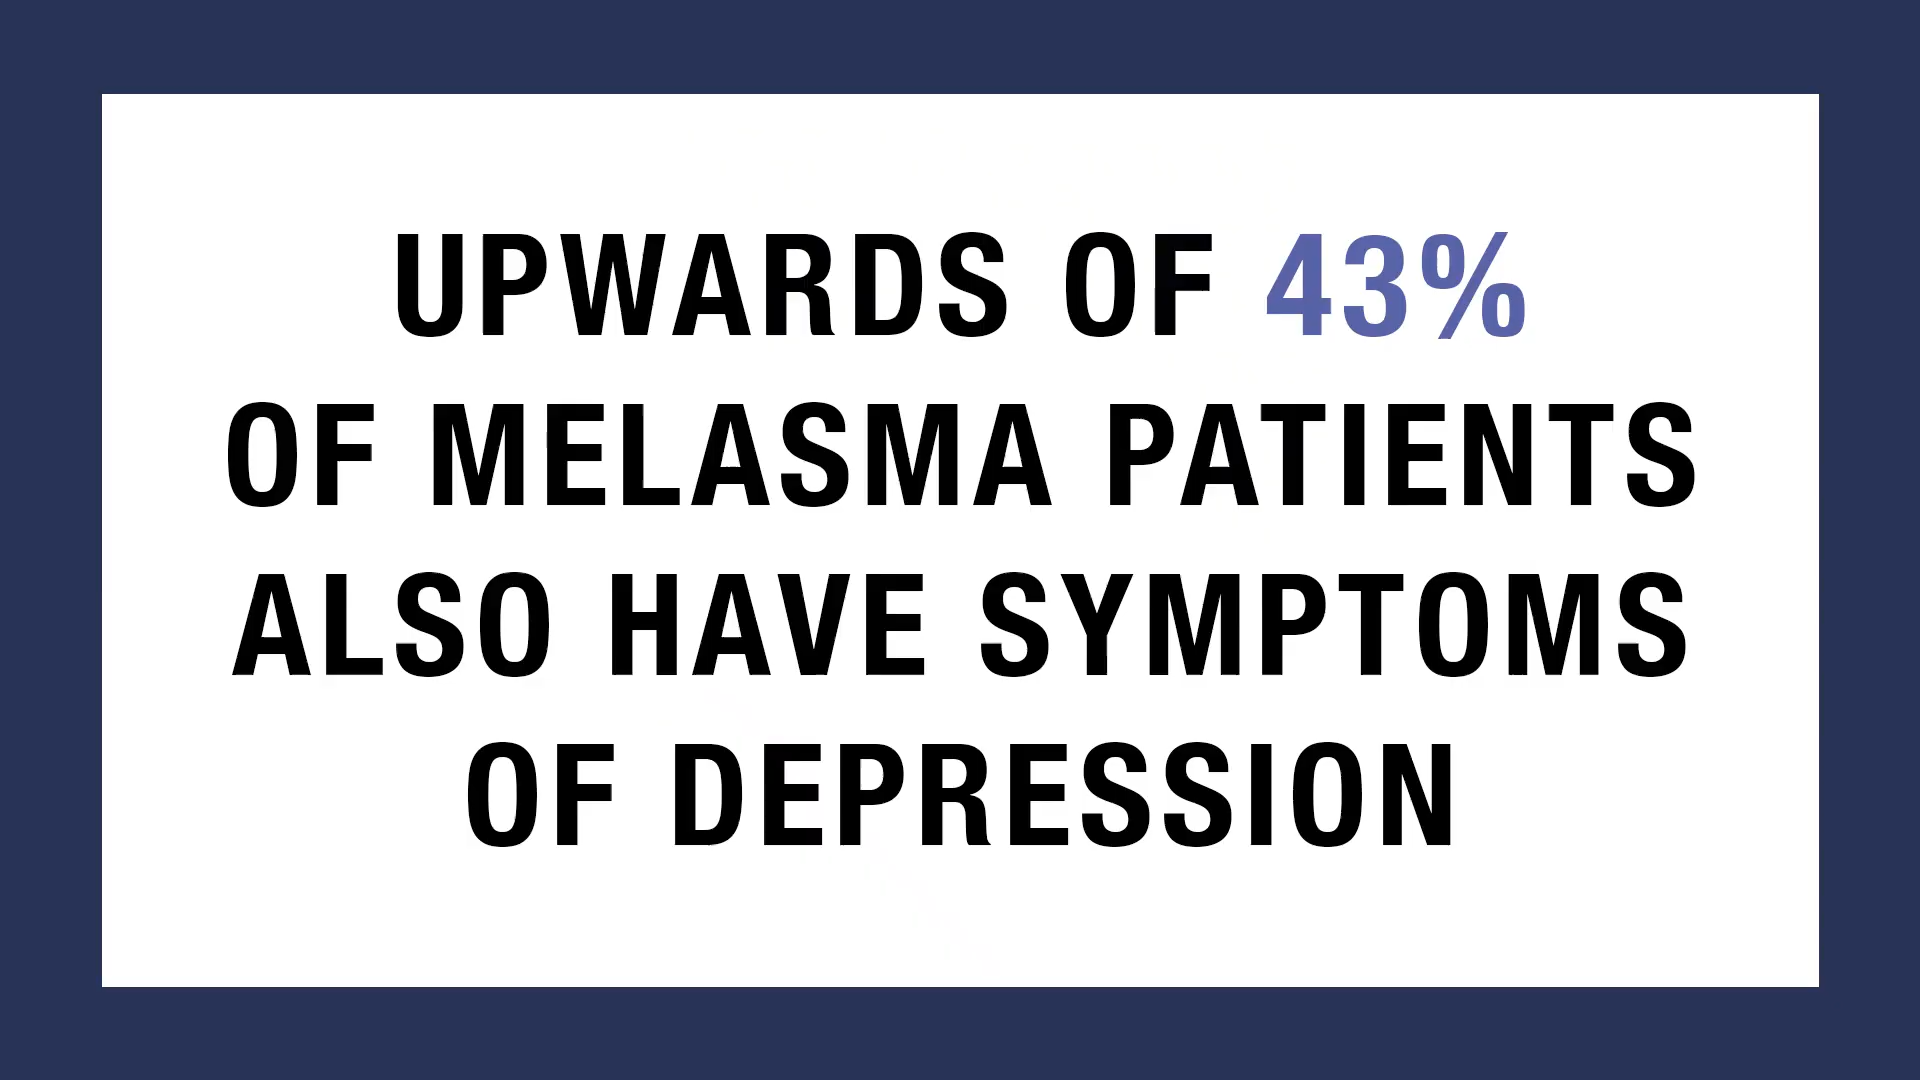 UPWARDS OF 43%
OF MELASMA PATIENTS
ALSO HAVE SYMPTOMS
OF DEPRESSION